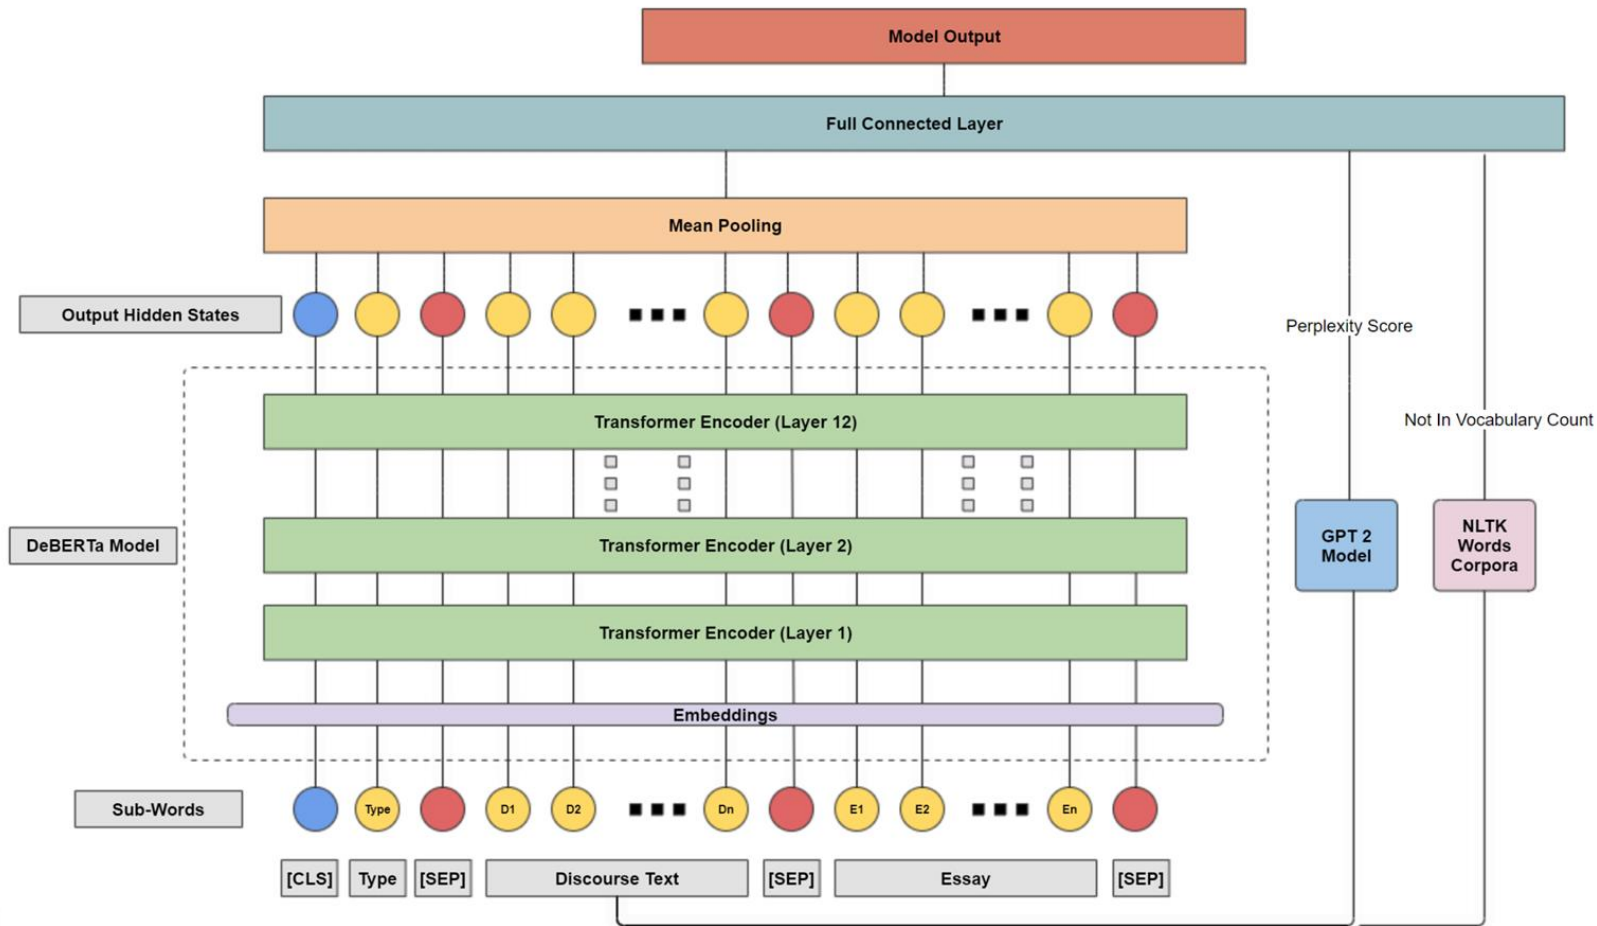 Model Output
Full Connected Layer
Mean Pooling
Output Hidden States
Perplexity Score
Transformer Encoder (Layer 12)
Not In Vocabulary Count
DeBERTa Model
Transformer Encoder (Layer 2)
GPT 2
Model
NLTK
Words
Corpora
Transformer Encoder (Layer 1)
Embeddings
Sub-Words
Type
D1
D2
Dn
E1
E2
En
[CLS]
Type
[SEP]
Discourse Text
[SEP]
Essay
[SEP]